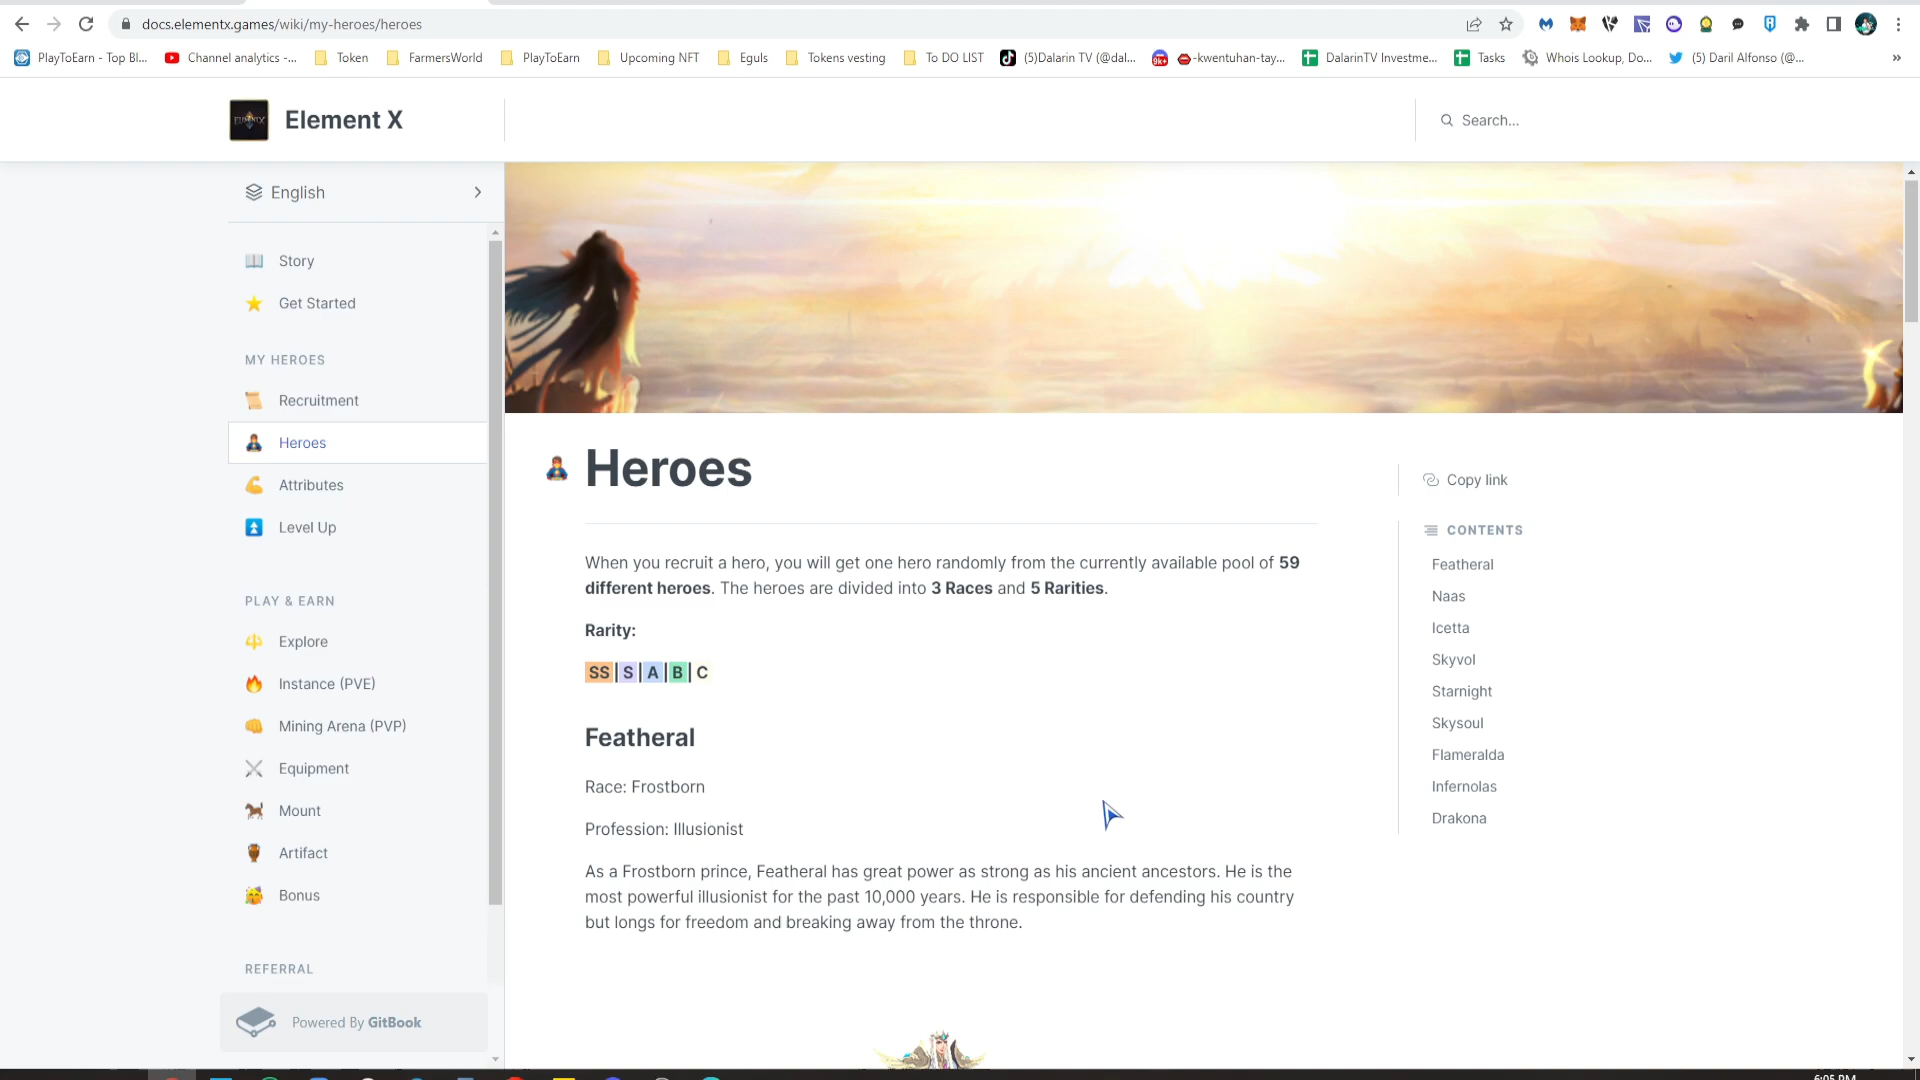 docs.elementx.games/wiki/my-heroes/heroes
PlayToEarn - Top Bl...
Channel analytics -...
Token
FarmersWorld
PlayToEarn
Upcoming NFT
Eguls
Tokens vesting
To DO LIST
(5)Dalarin TV (@dal...
9k+
-kwentuhan-tay...
DalarinTV Investme...
Tasks
Whois Lookup, Do...
(5) Daril Alfonso (@...
»
Element X
Search...
English
Story
Get Started
MY HEROES
Recruitment
Heroes
Attributes
Level Up
PLAY & EARN
Explore
Instance (PVE)
Mining Arena (PVP)
Equipment
Mount
Artifact
Bonus
REFERRAL
Powered By GitBook
Heroes
When you recruit a hero, you will get one hero randomly from the currently available pool of 59
different heroes. The heroes are divided into 3 Races and 5 Rarities.
Rarity:
SS | S | A | B | C
Featheral
Race: Frostborn
Profession: Illusionist
As a Frostborn prince, Featheral has great power as strong as his ancient ancestors. He is the
most powerful illusionist for the past 10,000 years. He is responsible for defending his country
but longs for freedom and breaking away from the throne.
Copy link
CONTENTS
Featheral
Naas
Icetta
Skyvol
Starnight
Skysoul
Flameralda
Infernolas
Drakona
6:05 PM